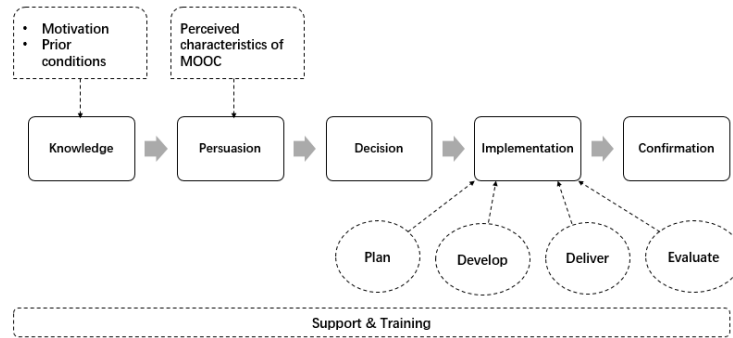 • Motivation
• Prior
conditions
Perceived
characteristics of
MOOC
Knowledge
Persuasion
Decision
Implementation
Confirmation
Plan
Develop
Deliver
Evaluate
Support & Training